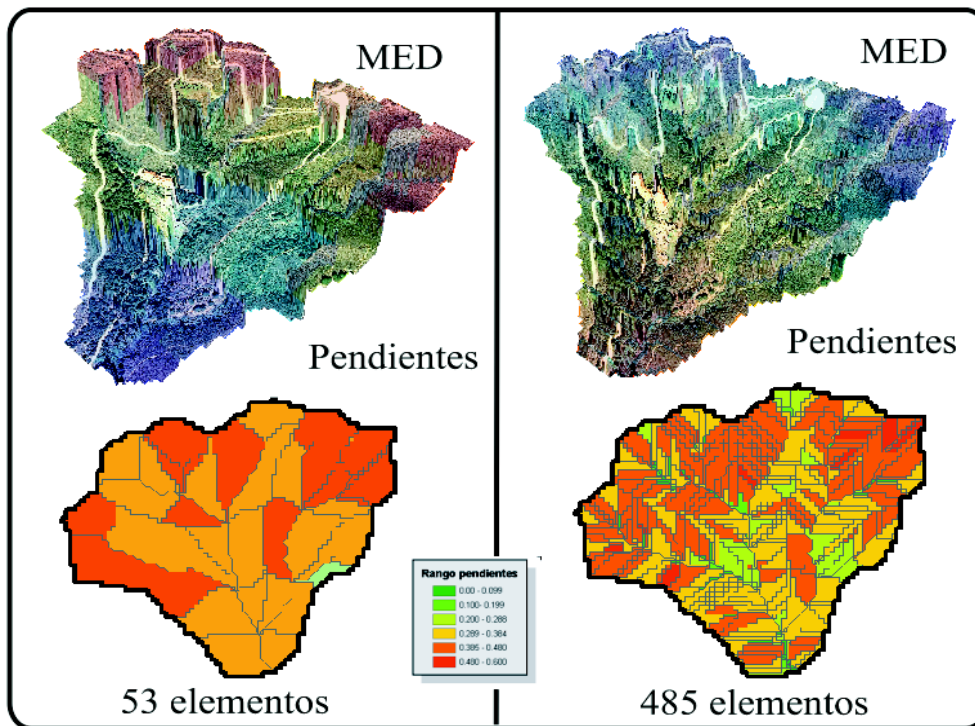 MED
Pendientes
53 elementos
MED
Pendientes
485 elementos
Rango pendientes
0.00 - 0.099
0.100- 0.199
0.200 - 0.288
0.289 - 0.384
0.385 - 0.480
0.480 - 0.600